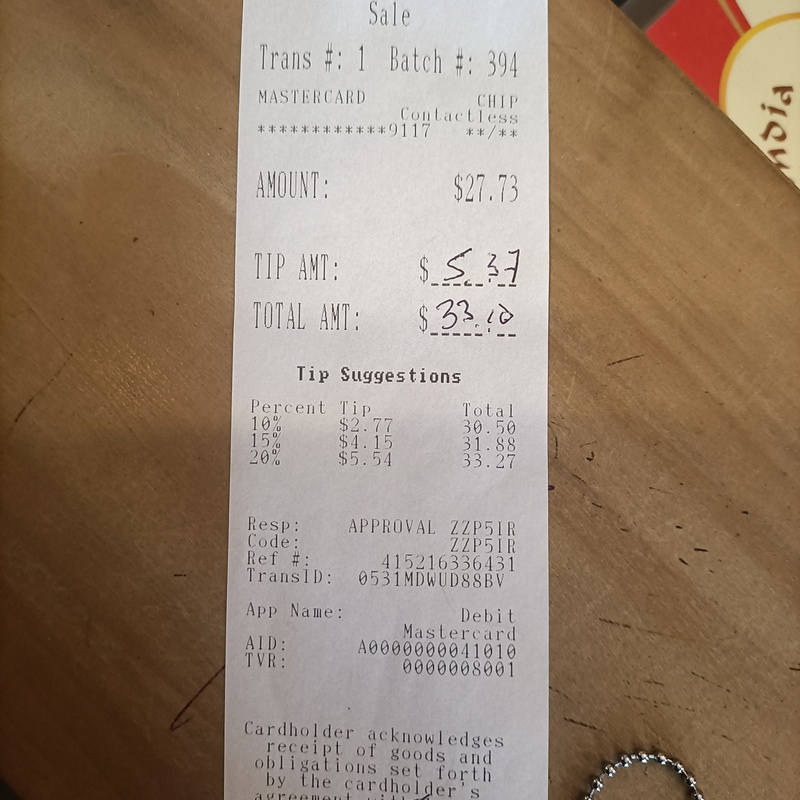 Sale
Trans #: 1 Batch #: 394
MASTERCARD CHIP
Contactless
************9117 **/**
AMOUNT: $27.73
TIP AMT: $ 5.37
TOTAL AMT: $ 33.10
Tip Suggestions
Percent Tip Total
10% $2.77 30.50
15% $4.15 31.88
20% $5.54 33.27
Resp: APPROVAL ZZP5IR
Code: ZZP5IR
Ref #: 415216336431
TransID: 0531MDWUD88BV
App Name: Debit
Mastercard
AID: A0000000041010
TVR: 0000008001
Cardholder acknowledges
receipt of goods and
obligations set forth
by the cardholder's
agreement